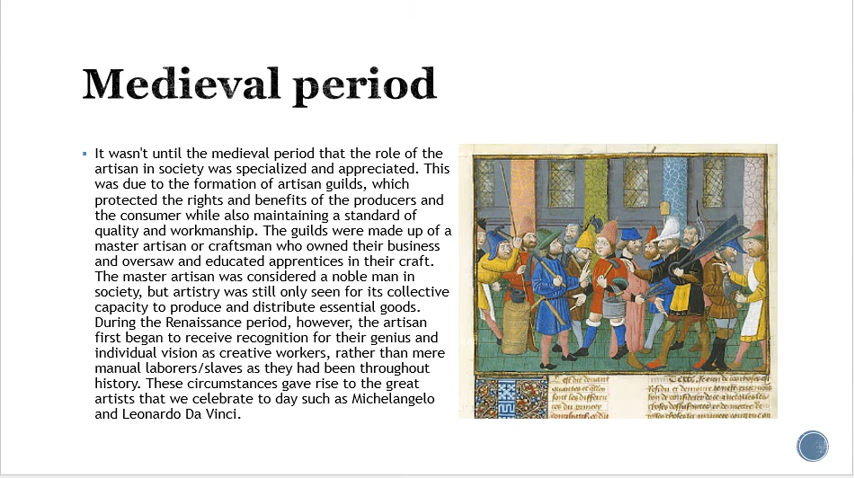 Medieval period
It wasn't until the medieval period that the role of the
artisan in society was specialized and appreciated. This
was due to the formation of artisan guilds, which
protected the rights and benefits of the producers and
the consumer while also maintaining a standard of
quality and workmanship. The guilds were made up of a
master artisan or craftsman who owned their business
and oversaw and educated apprentices in their craft.
The master artisan was considered a noble man in
society, but artistry was still only seen for its collective
capacity to produce and distribute essential goods.
During the Renaissance period, however, the artisan
first began to receive recognition for their genius and
individual vision as creative workers, rather than mere
manual laborers/slaves as they had been throughout
history. These circumstances gave rise to the great
artists that we celebrate to day such as Michelangelo
and Leonardo Da Vinci.